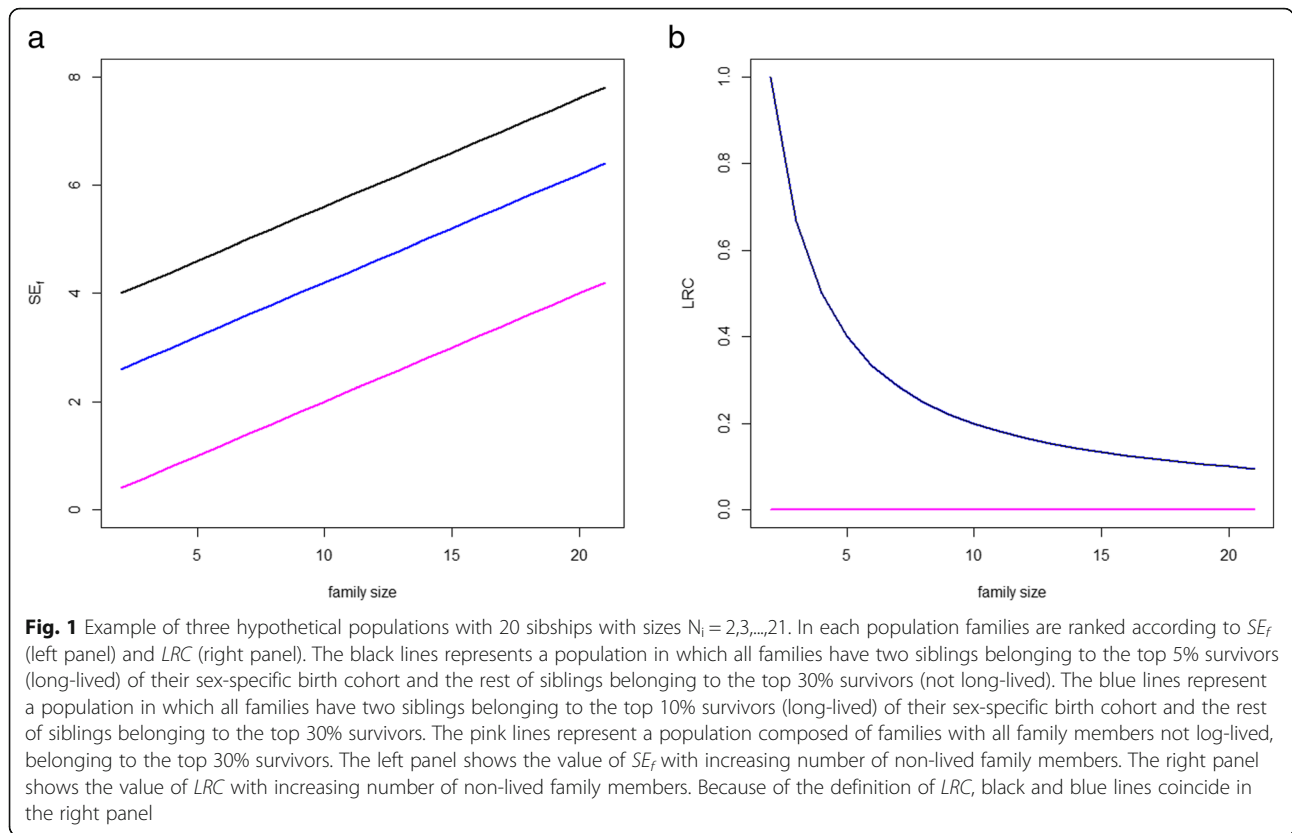 a
8
6
4
2
0
SEf
5
10
15
20
family size
b
1.0
0.8
0.6
0.4
0.2
0.0
LRC
5
10
15
20
family size
Fig. 1 Example of three hypothetical populations with 20 sibships with sizes Ni = 2,3,...,21. In each population families are ranked according to SEf
(left panel) and LRC (right panel). The black lines represents a population in which all families have two siblings belonging to the top 5% survivors
(long-lived) of their sex-specific birth cohort and the rest of siblings belonging to the top 30% survivors (not long-lived). The blue lines represent
a population in which all families have two siblings belonging to the top 10% survivors (long-lived) of their sex-specific birth cohort and the rest
of siblings belonging to the top 30% survivors. The pink lines represent a population composed of families with all family members not log-lived,
belonging to the top 30% survivors. The left panel shows the value of SEf with increasing number of non-lived family members. The right panel
shows the value of LRC with increasing number of non-lived family members. Because of the definition of LRC, black and blue lines coincide in
the right panel